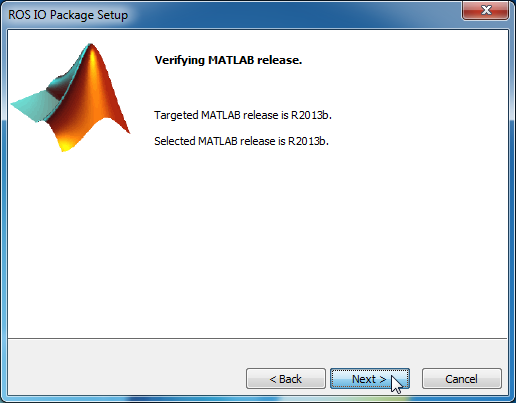 ROS IO Package Setup
Verifying MATLAB release.
Targeted MATLAB release is R2013b.
Selected MATLAB release is R2013b.
< Back
Next >
Cancel